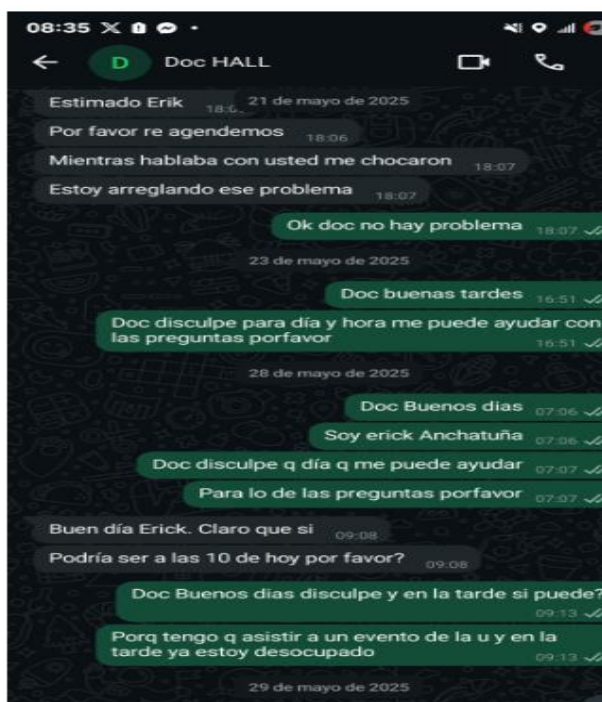 08:35
D Doc HALL
Estimado Erik
21 de mayo de 2025
Por favor re agendemos 18:06
Mientras hablaba con usted me chocaron 18:07
Estoy arreglando ese problema 18:07
Ok doc no hay problema 18:07
23 de mayo de 2025
Doc buenas tardes 16:51
Doc disculpe para día y hora me puede ayudar con
las preguntas porfavor 16:51
28 de mayo de 2025
Doc Buenos dias 07:06
Soy erick Anchatuña 07:06
Doc disculpe q día q me puede ayudar 07:07
Para lo de las preguntas porfavor 07:07
Buen día Erick. Claro que si 09:08
Podría ser a las 10 de hoy por favor? 09:08
Doc Buenos dias disculpe y en la tarde si puede?
09:13
Porq tengo q asistir a un evento de la u y en la
tarde ya estoy desocupado 09:13
29 de mayo de 2025